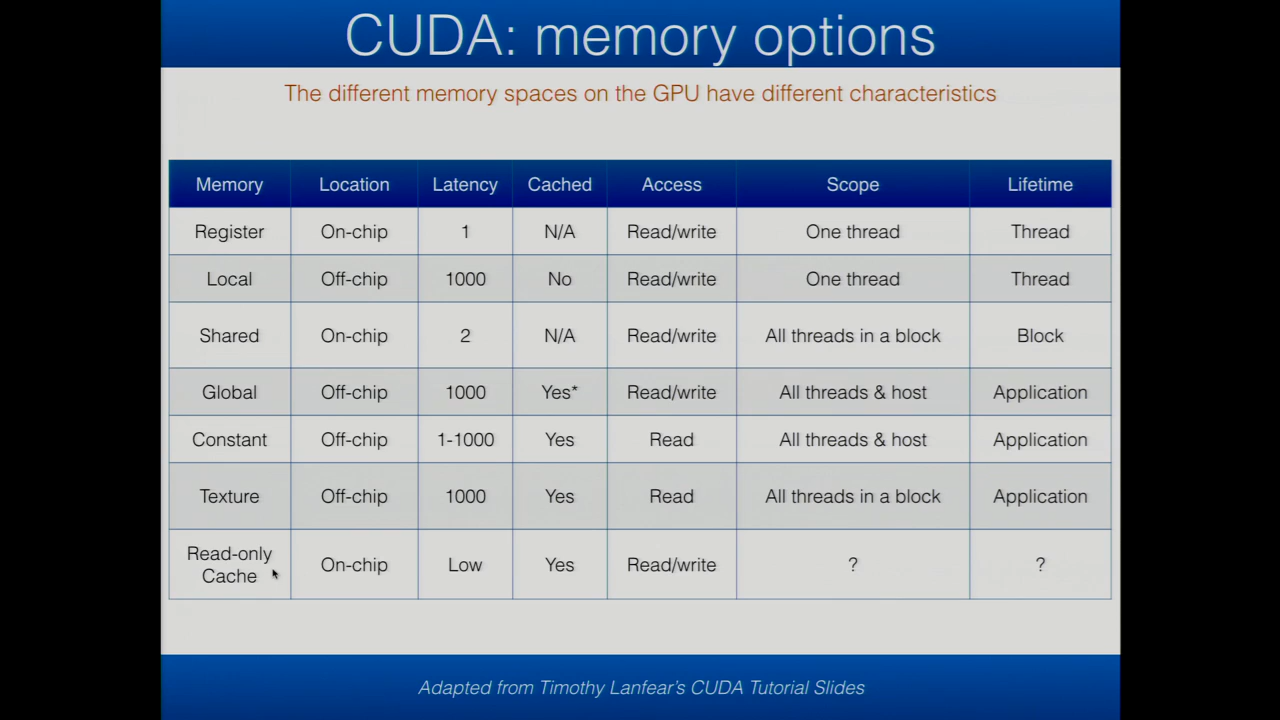 CUDA: memory options
The different memory spaces on the GPU have different characteristics
Memory Location Latency Cached Access Scope Lifetime
Register On-chip 1 N/A Read/write One thread Thread
Local Off-chip 1000 No Read/write One thread Thread
Shared On-chip 2 N/A Read/write All threads in a block Block
Global Off-chip 1000 Yes* Read/write All threads & host Application
Constant Off-chip 1-1000 Yes Read All threads & host Application
Texture Off-chip 1000 Yes Read All threads in a block Application
Read-only
Cache On-chip Low Yes Read/write ? ?
Adapted from Timothy Lanfear's CUDA Tutorial Slides